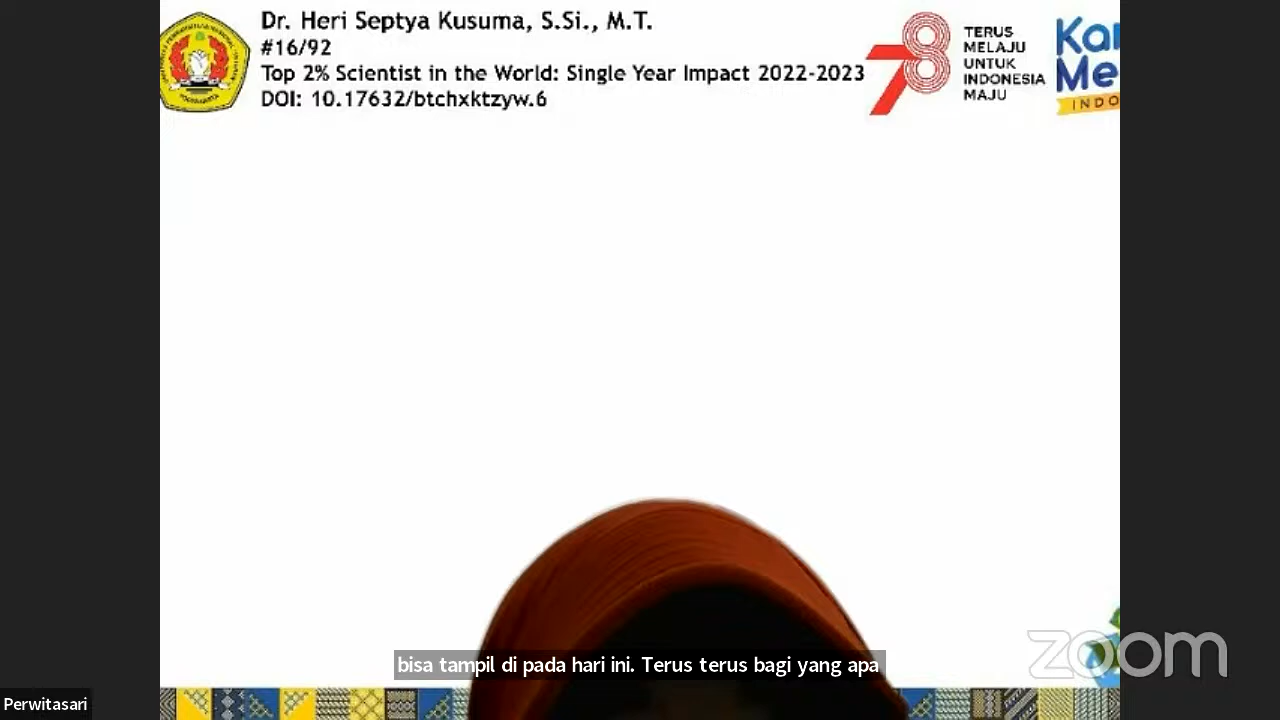 Dr. Heri Septya Kusuma, S.Si., M.T.
#16/92
Top 2% Scientist in the World: Single Year Impact 2022-2023
DOI: 10.17632/btchxktzyw.6
78
TERUS
MELAJU
UNTUK
INDONESIA
MAJU
YOGYAKARTA
bisa tampil di pada hari ini. Terus terus bagi yang apa
zoom
Perwitasari